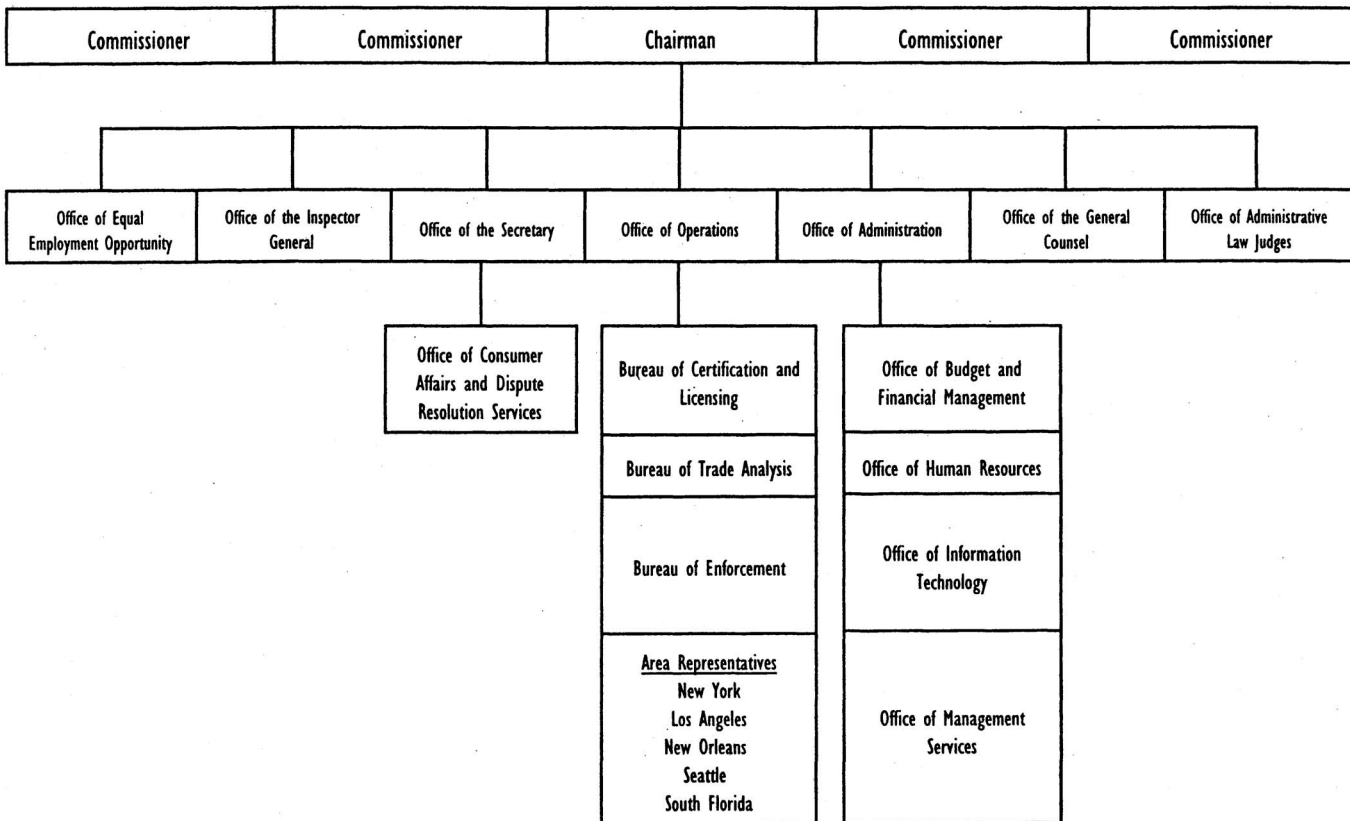 Commissioner
Commissioner
Chairman
Commissioner
Commissioner
Office of Equal
Employment Opportunity
Office of the Inspector
General
Office of the Secretary
Office of Operations
Office of Administration
Office of the General
Counsel
Office of Administrative
Law Judges
Office of Consumer
Affairs and Dispute
Resolution Services
Bureau of Certification and
Licensing
Bureau of Trade Analysis
Bureau of Enforcement
Area Representatives
New York
Los Angeles
New Orleans
Seattle
South Florida
Office of Budget and
Financial Management
Office of Human Resources
Office of Information
Technology
Office of Management
Services